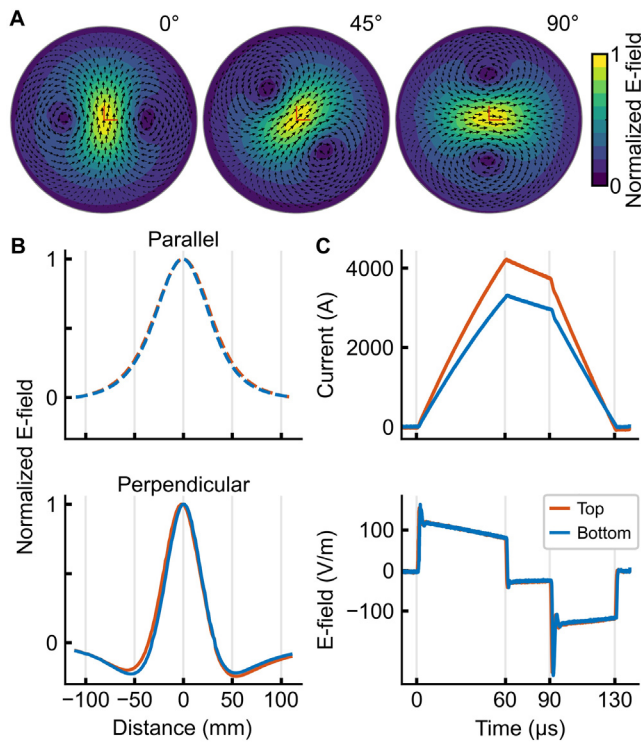 A
0°
45°
90°
1
0
Normalized E-field
B
Parallel
1
0
Normalized E-field
Perpendicular
1
0
−100
−50
0
50
100
Distance (mm)
C
4000
2000
0
Current (A)
Top
Bottom
100
0
−100
E-field (V/m)
0
60
90
130
Time (µs)